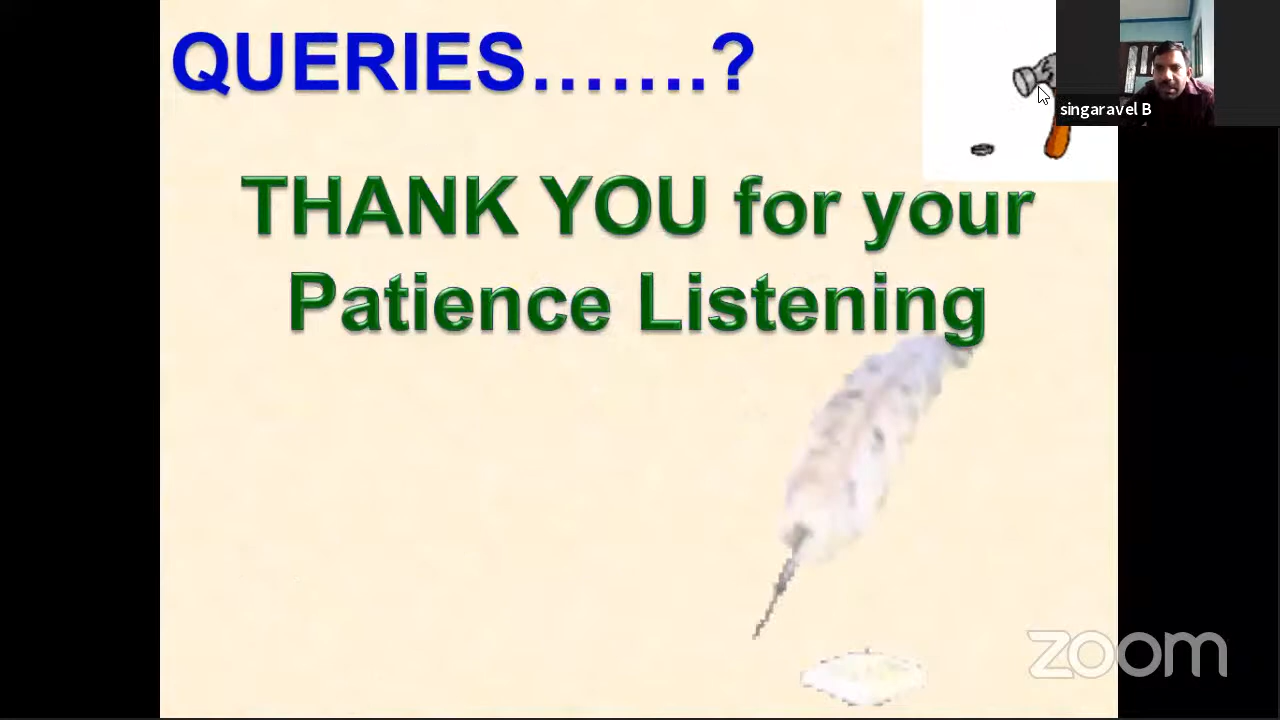 QUERIES.......?
singaravel B
THANK YOU for your
Patience Listening
zoom